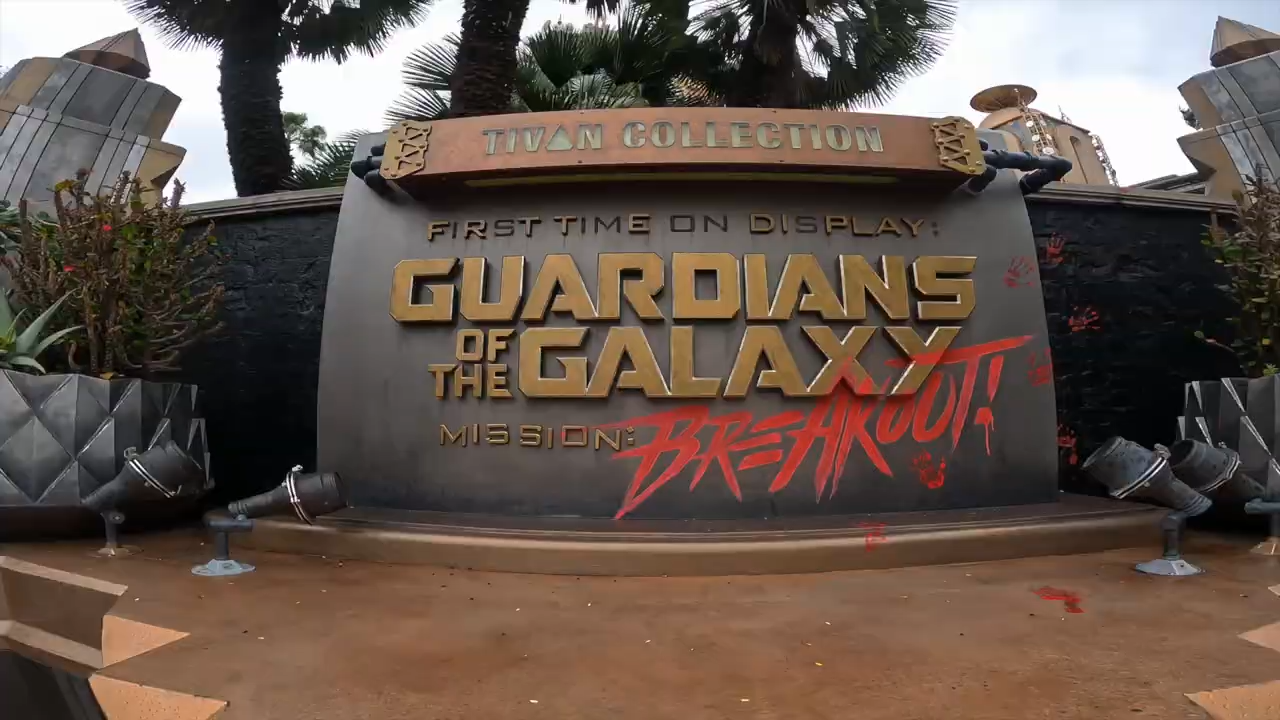 TIVAN COLLECTION
FIRST TIME ON DISPLAY:
GUARDIANS
OF THE GALAXY
MISSION: BREAKOUT!